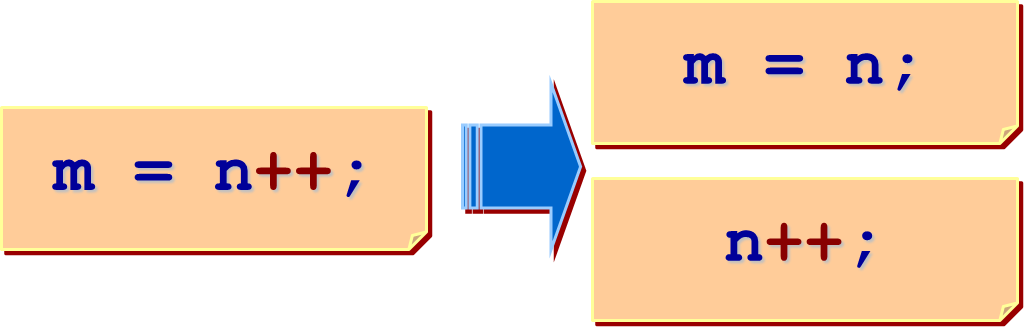 m = n++;
m = n;
n++;